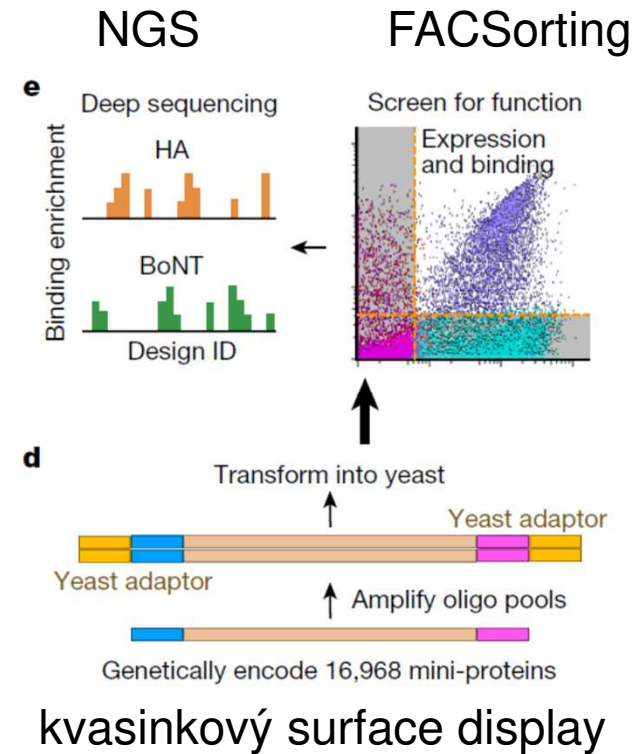 NGS
FACSorting
e
Deep sequencing
Screen for function
Binding enrichment
HA
Expression
and binding
BoNT
Design ID
d
Transform into yeast
Yeast adaptor
Yeast adaptor
Amplify oligo pools
Genetically encode 16,968 mini-proteins
kvasinkový surface display